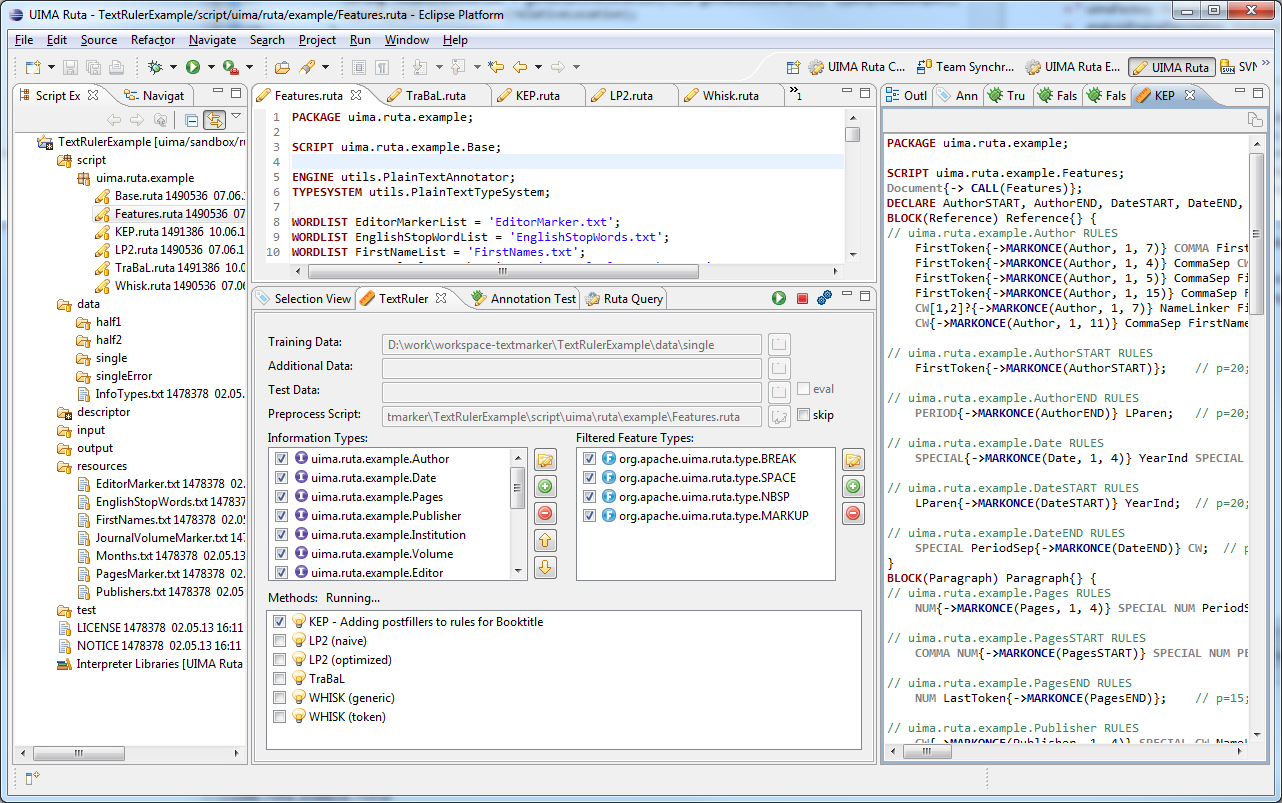 UIMA Ruta - TextRulerExample/script/uima/ruta/example/Features.ruta - Eclipse Platform
File Edit Source Refactor Navigate Search Project Run Window Help
UIMA Ruta C... Team Synchr... UIMA Ruta E... UIMA Ruta SVN
Script Ex Navigat
TextRulerExample [uima/sandbox/ru
script
uima.ruta.example
Base.ruta 1490536 07.06.
Features.ruta 1490536 07
KEP.ruta 1491386 10.06.1
LP2.ruta 1490536 07.06.1
TraBaL.ruta 1491386 10.0
Whisk.ruta 1490536 07.06
data
half1
half2
single
singleError
InfoTypes.txt 1478378 02.05.
descriptor
input
output
resources
EditorMarker.txt 1478378 02.
EnglishStopWords.txt 147837
FirstNames.txt 1478378 02.05
JournalVolumeMarker.txt 147
Months.txt 1478378 02.05.13
PagesMarker.txt 1478378 02.
Publishers.txt 1478378 02.05
test
LICENSE 1478378 02.05.13 16:11
NOTICE 1478378 02.05.13 16:11
Interpreter Libraries [UIMA Ruta
Features.ruta TraBaL.ruta KEP.ruta LP2.ruta Whisk.ruta »1
1 PACKAGE uima.ruta.example;
2
3 SCRIPT uima.ruta.example.Base;
4
5 ENGINE utils.PlainTextAnnotator;
6 TYPESYSTEM utils.PlainTextTypeSystem;
7
8 WORDLIST EditorMarkerList = 'EditorMarker.txt';
9 WORDLIST EnglishStopWordList = 'EnglishStopWords.txt';
10 WORDLIST FirstNameList = 'FirstNames.txt';
Selection View TextRuler Annotation Test Ruta Query
Training Data: D:\work\workspace-textmarker\TextRulerExample\data\single
Additional Data:
Test Data: eval
Preprocess Script: tmarker\TextRulerExample\script\uima\ruta\example\Features.ruta skip
Information Types: Filtered Feature Types:
uima.ruta.example.Author
uima.ruta.example.Date
uima.ruta.example.Pages
uima.ruta.example.Publisher
uima.ruta.example.Institution
uima.ruta.example.Volume
uima.ruta.example.Editor
org.apache.uima.ruta.type.BREAK
org.apache.uima.ruta.type.SPACE
org.apache.uima.ruta.type.NBSP
org.apache.uima.ruta.type.MARKUP
Methods: Running...
KEP - Adding postfillers to rules for Booktitle
LP2 (naive)
LP2 (optimized)
TraBaL
WHISK (generic)
WHISK (token)
Outl Ann Tru Fals Fals KEP
PACKAGE uima.ruta.example;
SCRIPT uima.ruta.example.Features;
Document{-> CALL(Features)};
DECLARE AuthorSTART, AuthorEND, DateSTART, DateEND,
BLOCK(Reference) Reference{} {
// uima.ruta.example.Author RULES
FirstToken{->MARKONCE(Author, 1, 7)} COMMA First
FirstToken{->MARKONCE(Author, 1, 4)} CommaSep CW
FirstToken{->MARKONCE(Author, 1, 5)} CommaSep Fi
FirstToken{->MARKONCE(Author, 1, 15)} CommaSep F
CW[1,2]?{->MARKONCE(Author, 1, 7)} NameLinker Fi
CW{->MARKONCE(Author, 1, 11)} CommaSep FirstName
// uima.ruta.example.AuthorSTART RULES
FirstToken{->MARKONCE(AuthorSTART)}; // p=20;
// uima.ruta.example.AuthorEND RULES
PERIOD{->MARKONCE(AuthorEND)} LParen; // p=20;
// uima.ruta.example.Date RULES
SPECIAL{->MARKONCE(Date, 1, 4)} YearInd SPECIAL
// uima.ruta.example.DateSTART RULES
LParen{->MARKONCE(DateSTART)} YearInd; // p=20;
// uima.ruta.example.DateEND RULES
SPECIAL PeriodSep{->MARKONCE(DateEND)} CW; // p
}
BLOCK(Paragraph) Paragraph{} {
// uima.ruta.example.Pages RULES
NUM{->MARKONCE(Pages, 1, 4)} SPECIAL NUM PeriodS
// uima.ruta.example.PagesSTART RULES
COMMA NUM{->MARKONCE(PagesSTART)} SPECIAL NUM PE
// uima.ruta.example.PagesEND RULES
NUM LastToken{->MARKONCE(PagesEND)}; // p=15;
// uima.ruta.example.Publisher RULES
CW{->MARKONCE(Publisher, 1, 4)} SPECIAL CW NameL